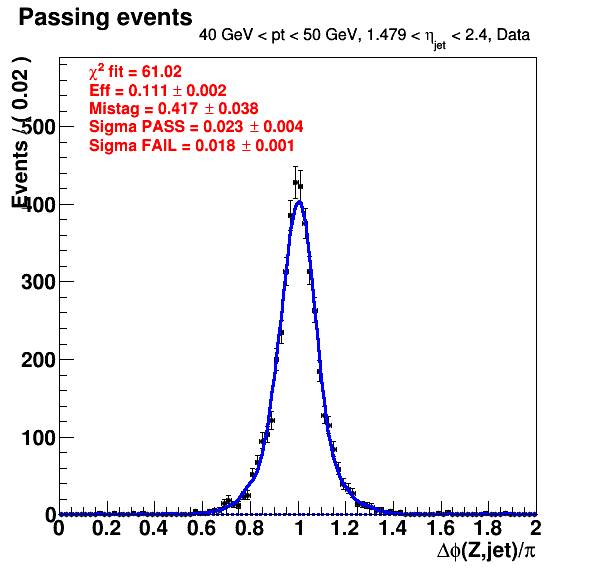 Passing events
40 GeV < pt < 50 GeV, 1.479 < η_jet < 2.4, Data
χ² fit = 61.02
Eff = 0.111 ± 0.002
Mistag = 0.417 ± 0.038
Sigma PASS = 0.023 ± 0.004
Sigma FAIL = 0.018 ± 0.001
Events / ( 0.02 )
500
400
300
200
100
0
0 0.2 0.4 0.6 0.8 1 1.2 1.4 1.6 1.8 2
Δϕ(Z,jet)/π